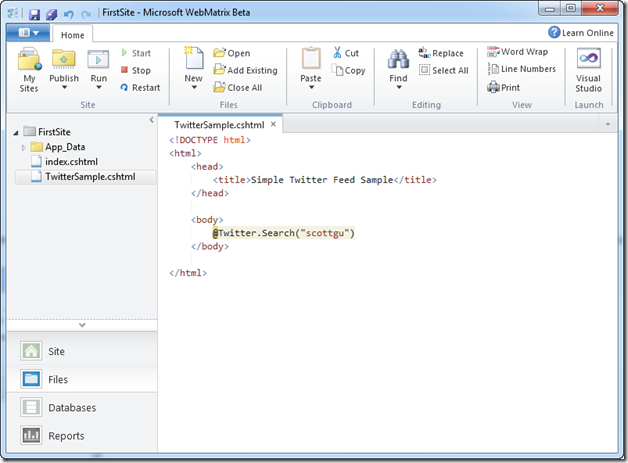 FirstSite - Microsoft WebMatrix Beta
Home
Learn Online
My Sites
Publish
Run
Start
Stop
Restart
Site
New
Open
Add Existing
Close All
Files
Paste
Cut
Copy
Clipboard
Find
Replace
Select All
Editing
Word Wrap
Line Numbers
Print
View
Visual Studio
Launch
FirstSite
App_Data
index.cshtml
TwitterSample.cshtml
Site
Files
Databases
Reports
TwitterSample.cshtml
<!DOCTYPE html>
<html>
<head>
<title>Simple Twitter Feed Sample</title>
</head>
<body>
@Twitter.Search("scottgu")
</body>
</html>